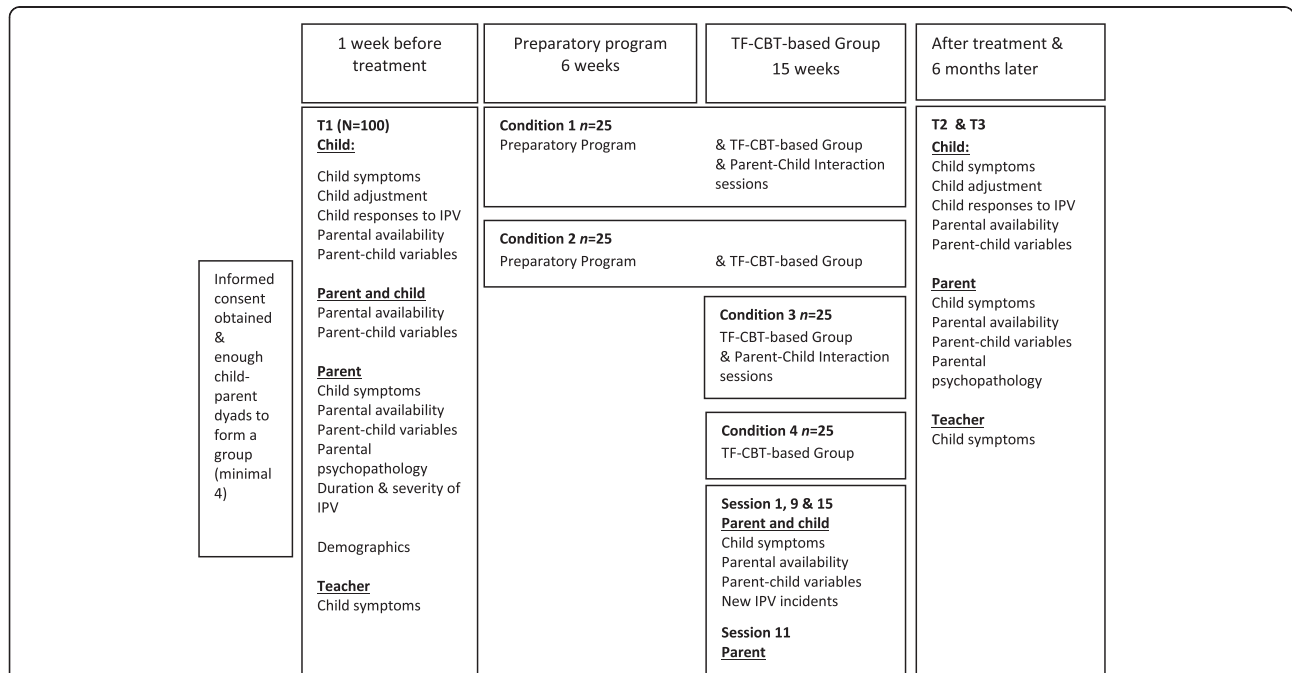 1 week before
treatment
Preparatory program
6 weeks
TF-CBT-based Group
15 weeks
After treatment &
6 months later
Informed
consent
obtained
&
enough
child-
parent
dyads to
form a
group
(minimal
4)
T1 (N=100)
Child:
Child symptoms
Child adjustment
Child responses to IPV
Parental availability
Parent-child variables
Parent and child
Parental availability
Parent-child variables
Parent
Child symptoms
Parental availability
Parent-child variables
Parental
psychopathology
Duration & severity of
IPV
Demographics
Teacher
Child symptoms
Condition 1 n=25
Preparatory Program
& TF-CBT-based Group
& Parent-Child Interaction
sessions
Condition 2 n=25
Preparatory Program
& TF-CBT-based Group
Condition 3 n=25
TF-CBT-based Group
& Parent-Child Interaction
sessions
Condition 4 n=25
TF-CBT-based Group
Session 1, 9 & 15
Parent and child
Child symptoms
Parental availability
Parent-child variables
New IPV incidents
Session 11
Parent
T2 & T3
Child:
Child symptoms
Child adjustment
Child responses to IPV
Parental availability
Parent-child variables
Parent
Child symptoms
Parental availability
Parent-child variables
Parental
psychopathology
Teacher
Child symptoms